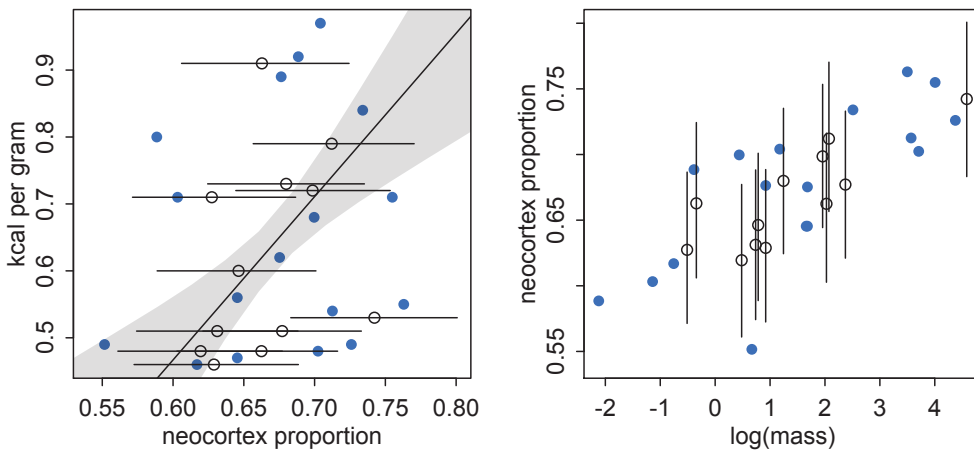 kcal per gram
0.9
0.8
0.7
0.6
0.5
0.55 0.60 0.65 0.70 0.75 0.80
neocortex proportion
neocortex proportion
0.75
0.65
0.55
-2 -1 0 1 2 3 4
log(mass)